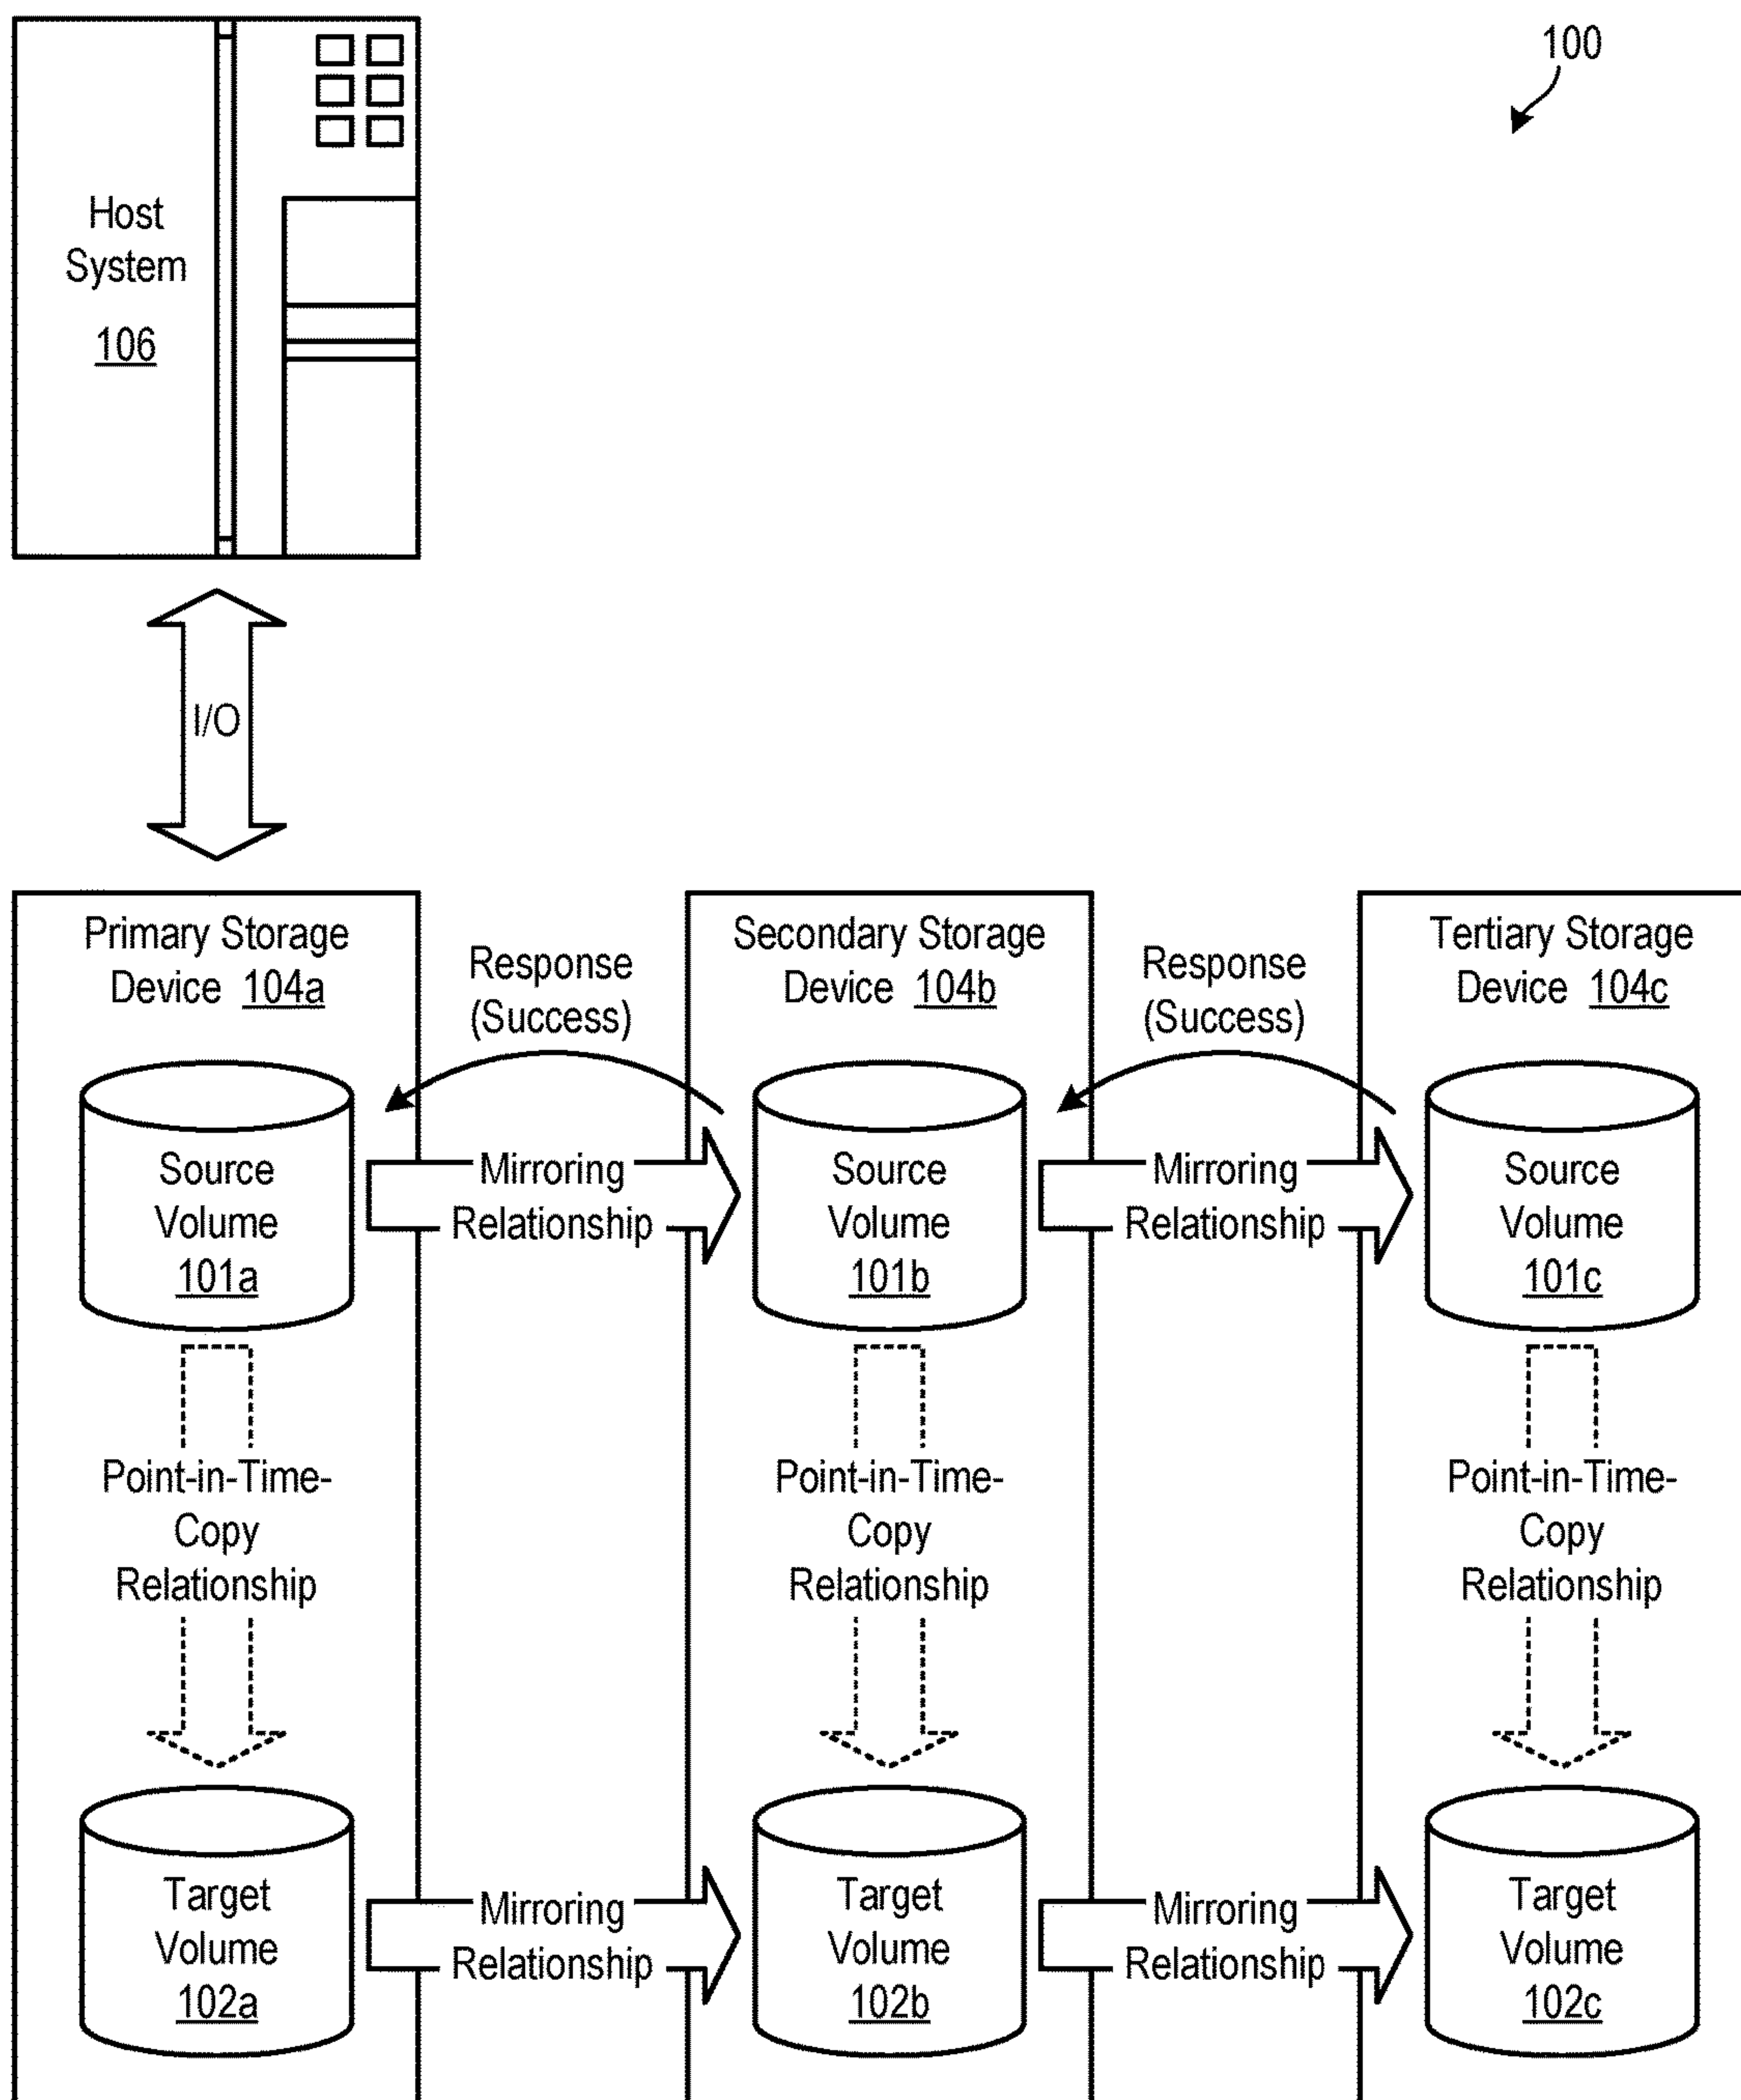 100
Host
System
106
I/O
Primary Storage
Device 104a
Response
(Success)
Secondary Storage
Device 104b
Response
(Success)
Tertiary Storage
Device 104c
Source
Volume
101a
Mirroring
Relationship
Source
Volume
101b
Mirroring
Relationship
Source
Volume
101c
Point-in-Time-
Copy
Relationship
Point-in-Time-
Copy
Relationship
Point-in-Time-
Copy
Relationship
Target
Volume
102a
Mirroring
Relationship
Target
Volume
102b
Mirroring
Relationship
Target
Volume
102c